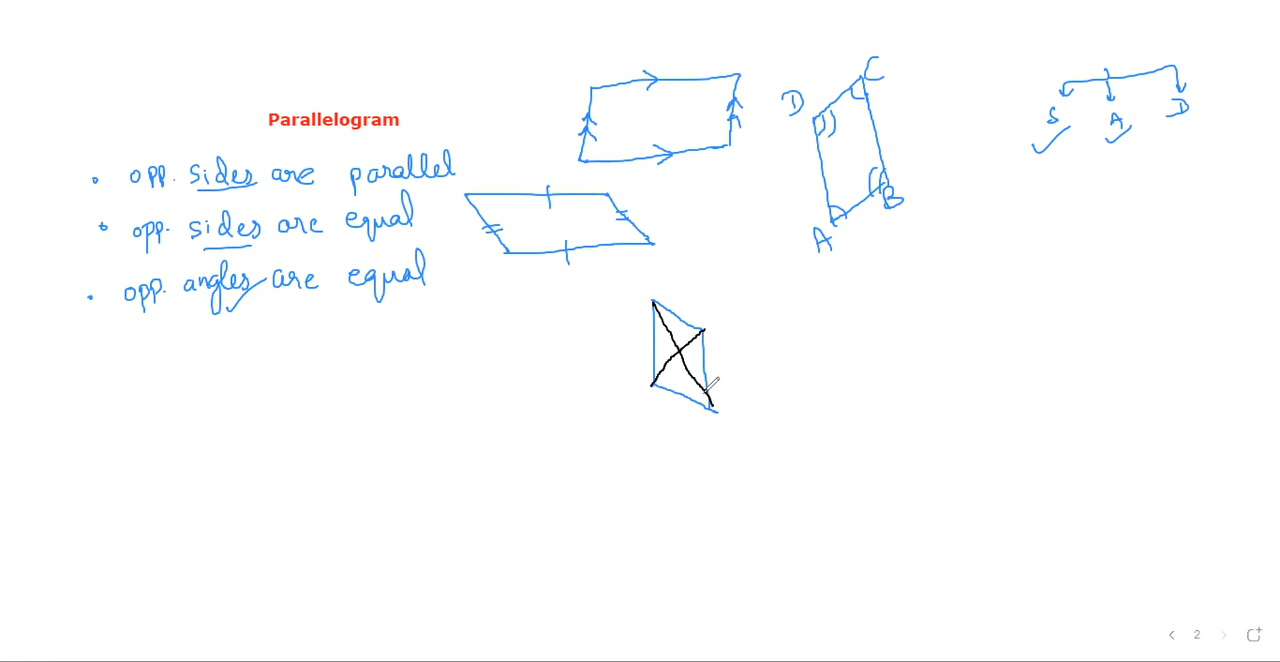 Parallelogram
• opp. sides are parallel
• opp. sides are equal
• opp. angles are equal
D
C
A
B
S A D
2